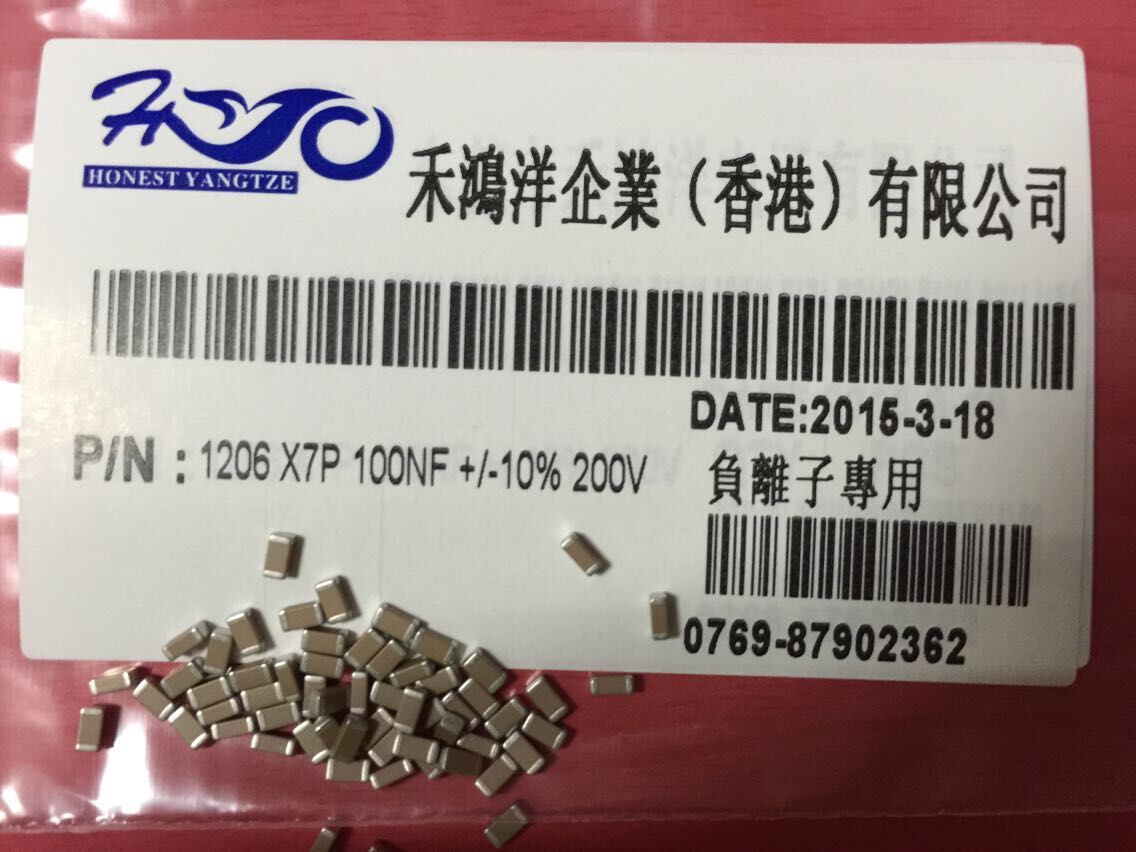 HONEST YANGTZE
禾鴻洋企業（香港）有限公司
DATE:2015-3-18
P/N：1206 X7P 100NF +/-10% 200V
負離子專用
0769-87902362